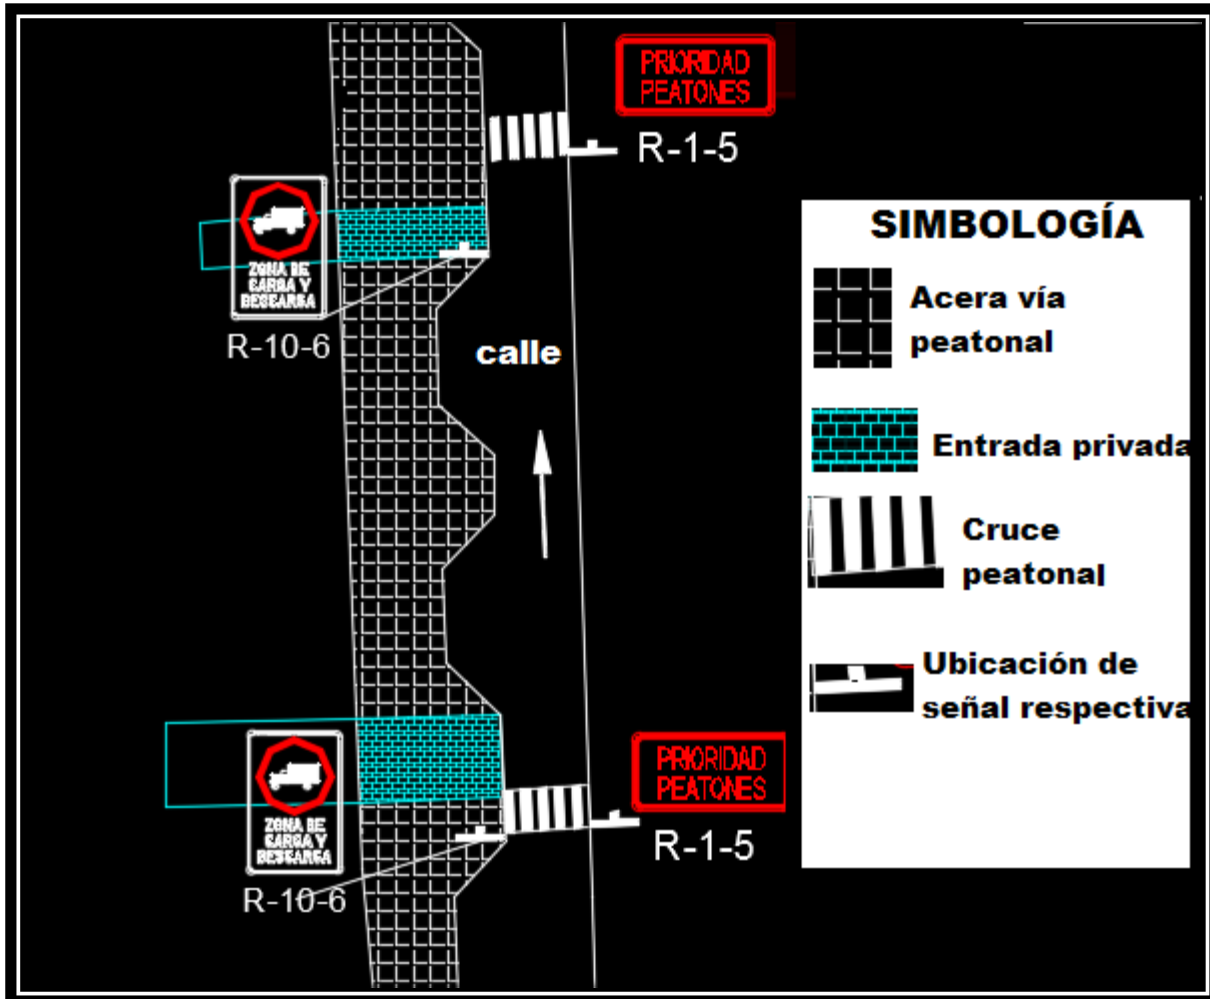 PRIORIDAD
PEATONES
R-1-5
ZONA DE
CARGA Y
DESCARGA
R-10-6
calle
PRIORIDAD
PEATONES
R-1-5
ZONA DE
CARGA Y
DESCARGA
R-10-6
SIMBOLOGÍA
Acera vía
peatonal
Entrada privada
Cruce
peatonal
Ubicación de
señal respectiva